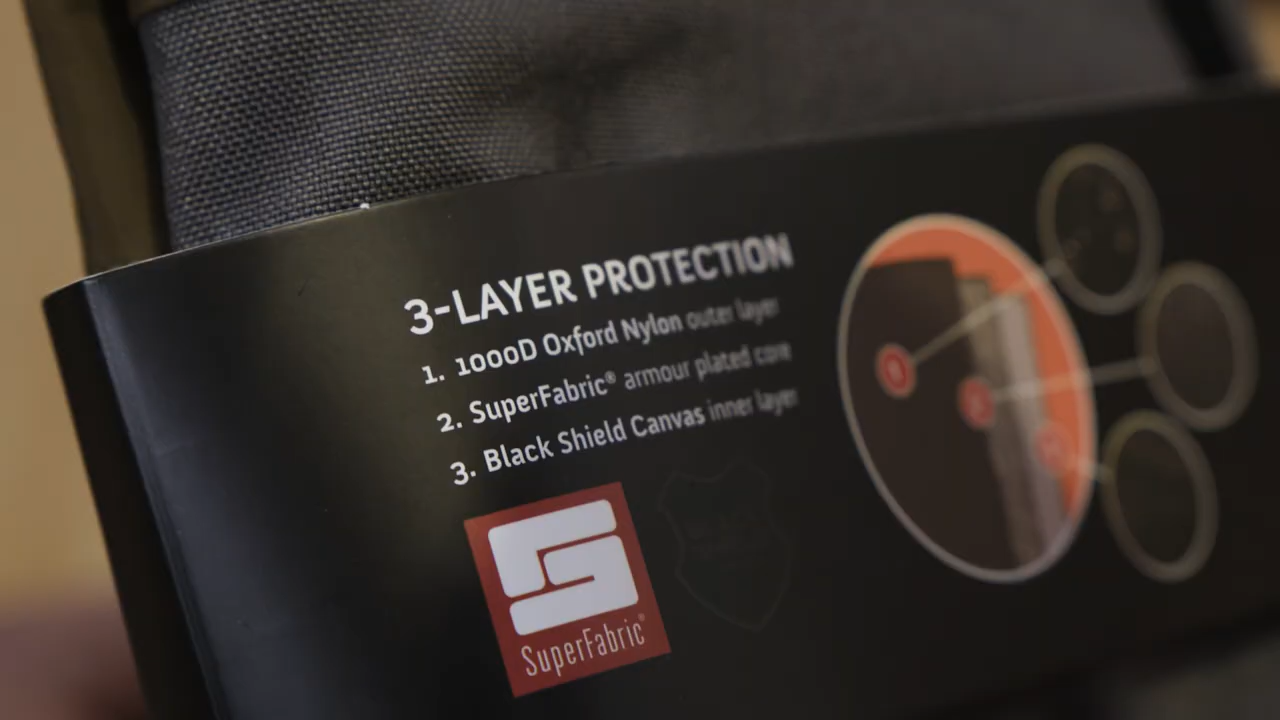 3-LAYER PROTECTION
1. 1000D Oxford Nylon outer layer
2. SuperFabric® armour plated core
3. Black Shield Canvas inner layer
SuperFabric®